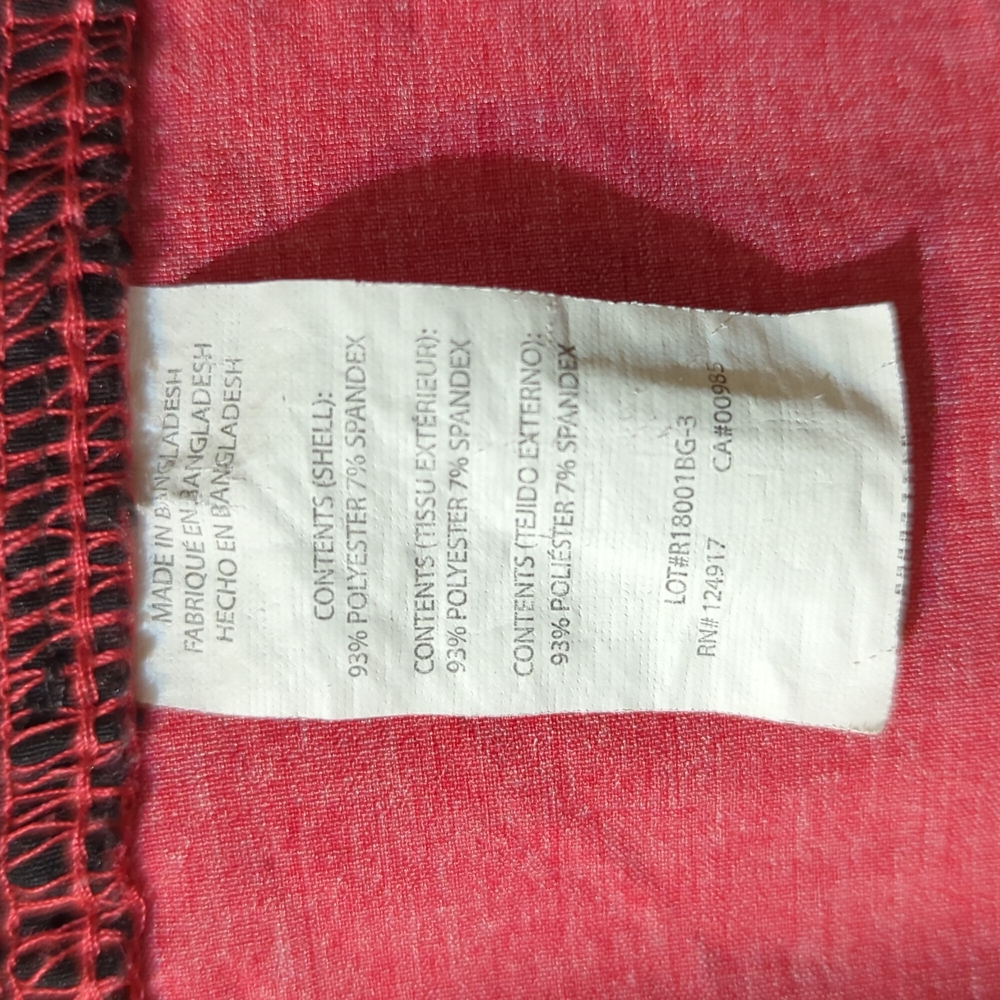 MADE IN BANGLADESH
FABRIQUÉ EN BANGLADESH
HECHO EN BANGLADESH
CONTENTS (SHELL):
93% POLYESTER 7% SPANDEX
CONTENTS (TISSU EXTÉRIEUR):
93% POLYESTER 7% SPANDEX
CONTENTS (TEJIDO EXTERNO):
93% POLIÉSTER 7% SPANDEX
LOT#R18001BG-3
RN# 124917 CA#00985